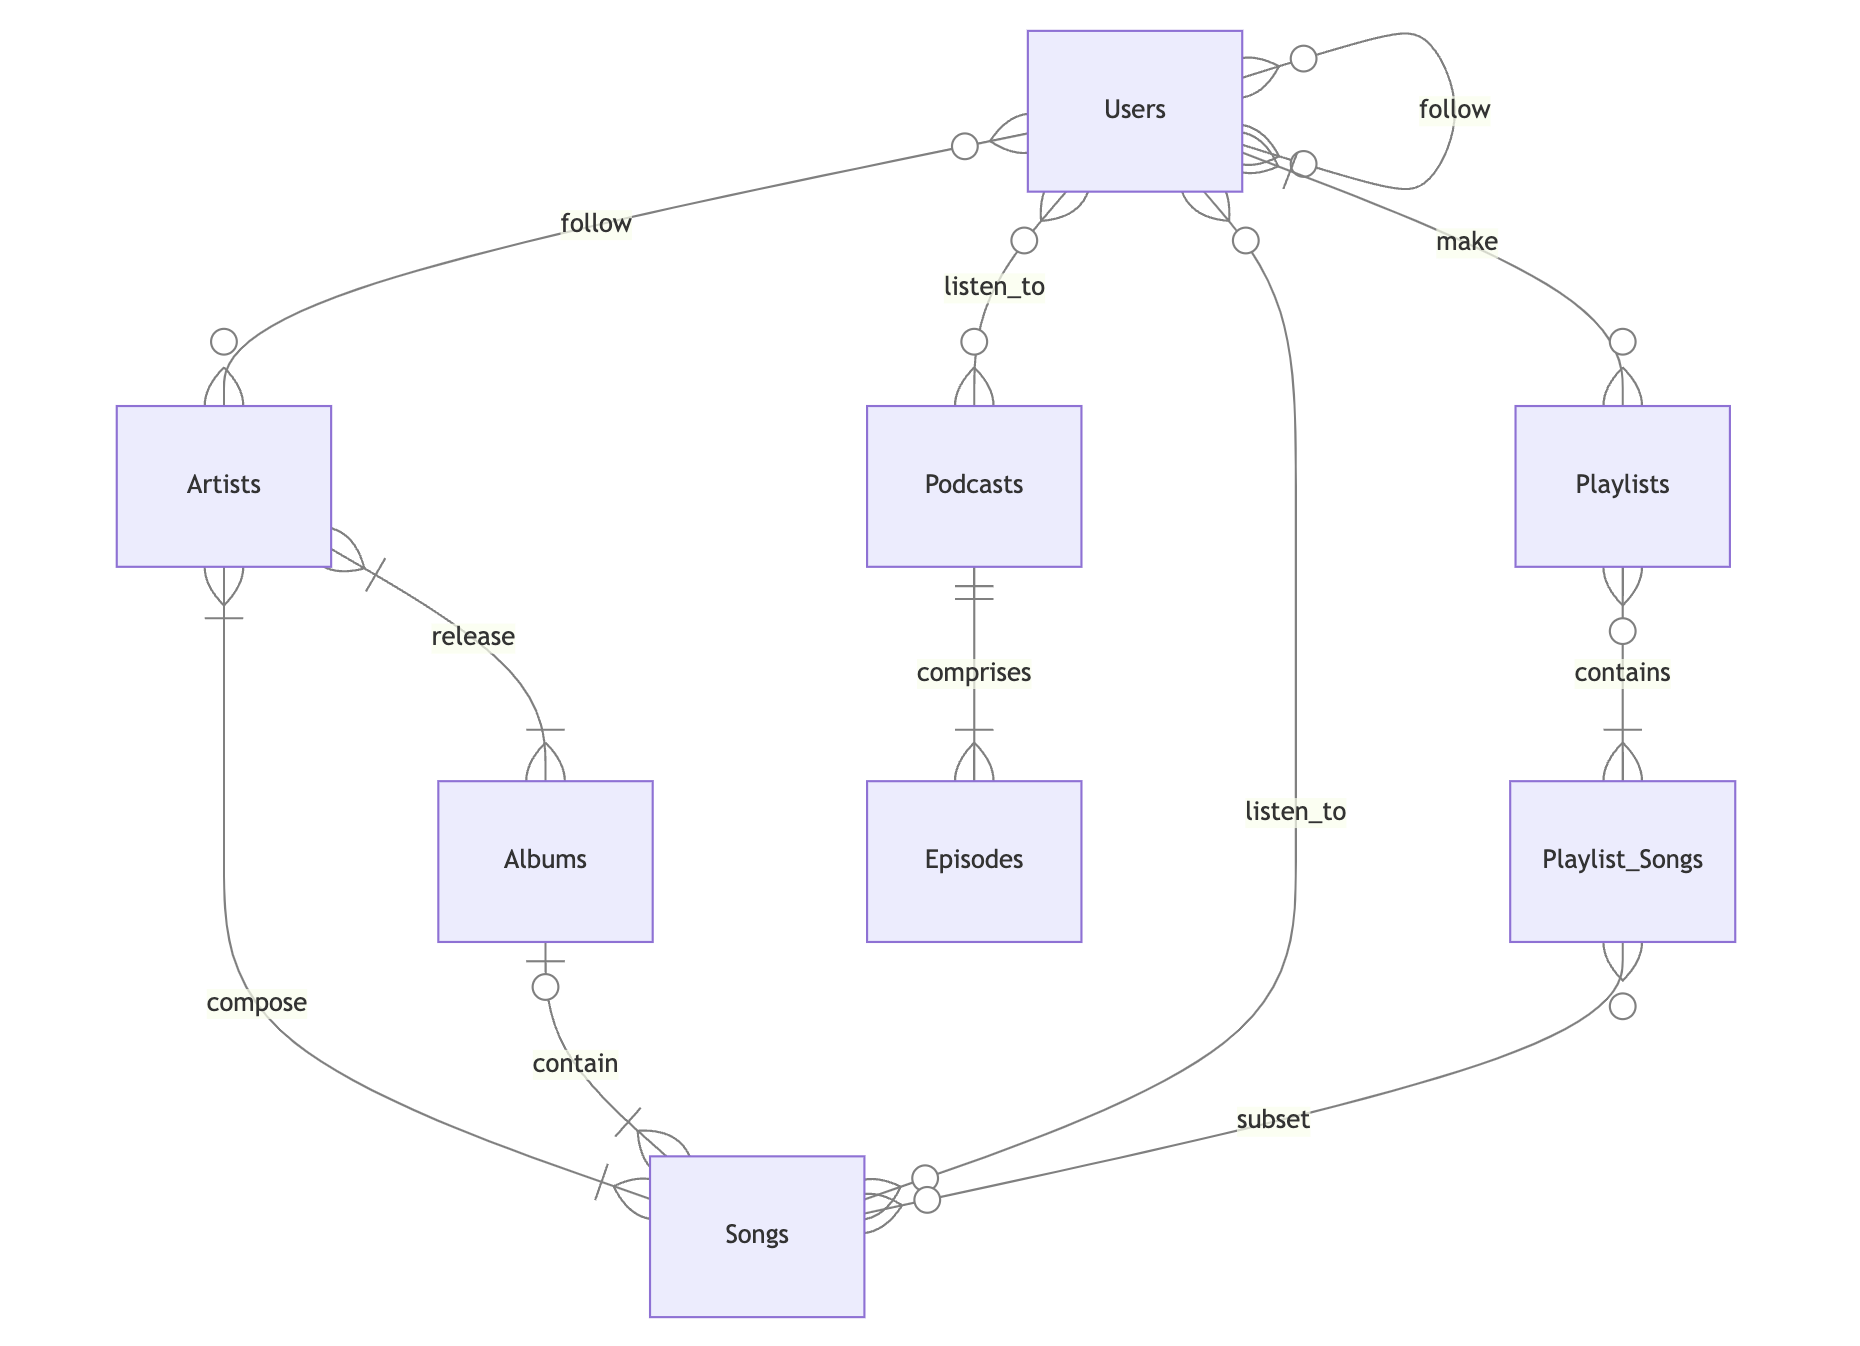 Users
follow
follow
make
listen_to
Artists
Podcasts
Playlists
release
comprises
contains
listen_to
Albums
Episodes
Playlist_Songs
compose
contain
subset
Songs